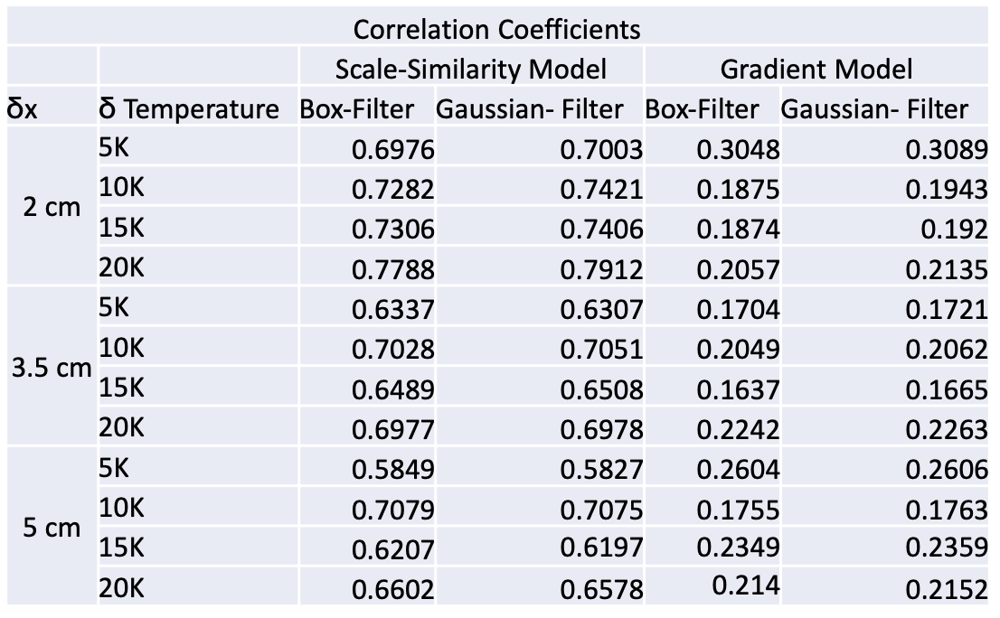 Correlation Coefficients
Scale-Similarity Model Gradient Model
δx δ Temperature Box-Filter Gaussian- Filter Box-Filter Gaussian- Filter
2 cm
5K 0.6976 0.7003 0.3048 0.3089
10K 0.7282 0.7421 0.1875 0.1943
15K 0.7306 0.7406 0.1874 0.192
20K 0.7788 0.7912 0.2057 0.2135
3.5 cm
5K 0.6337 0.6307 0.1704 0.1721
10K 0.7028 0.7051 0.2049 0.2062
15K 0.6489 0.6508 0.1637 0.1665
20K 0.6977 0.6978 0.2242 0.2263
5 cm
5K 0.5849 0.5827 0.2604 0.2606
10K 0.7079 0.7075 0.1755 0.1763
15K 0.6207 0.6197 0.2349 0.2359
20K 0.6602 0.6578 0.214 0.2152